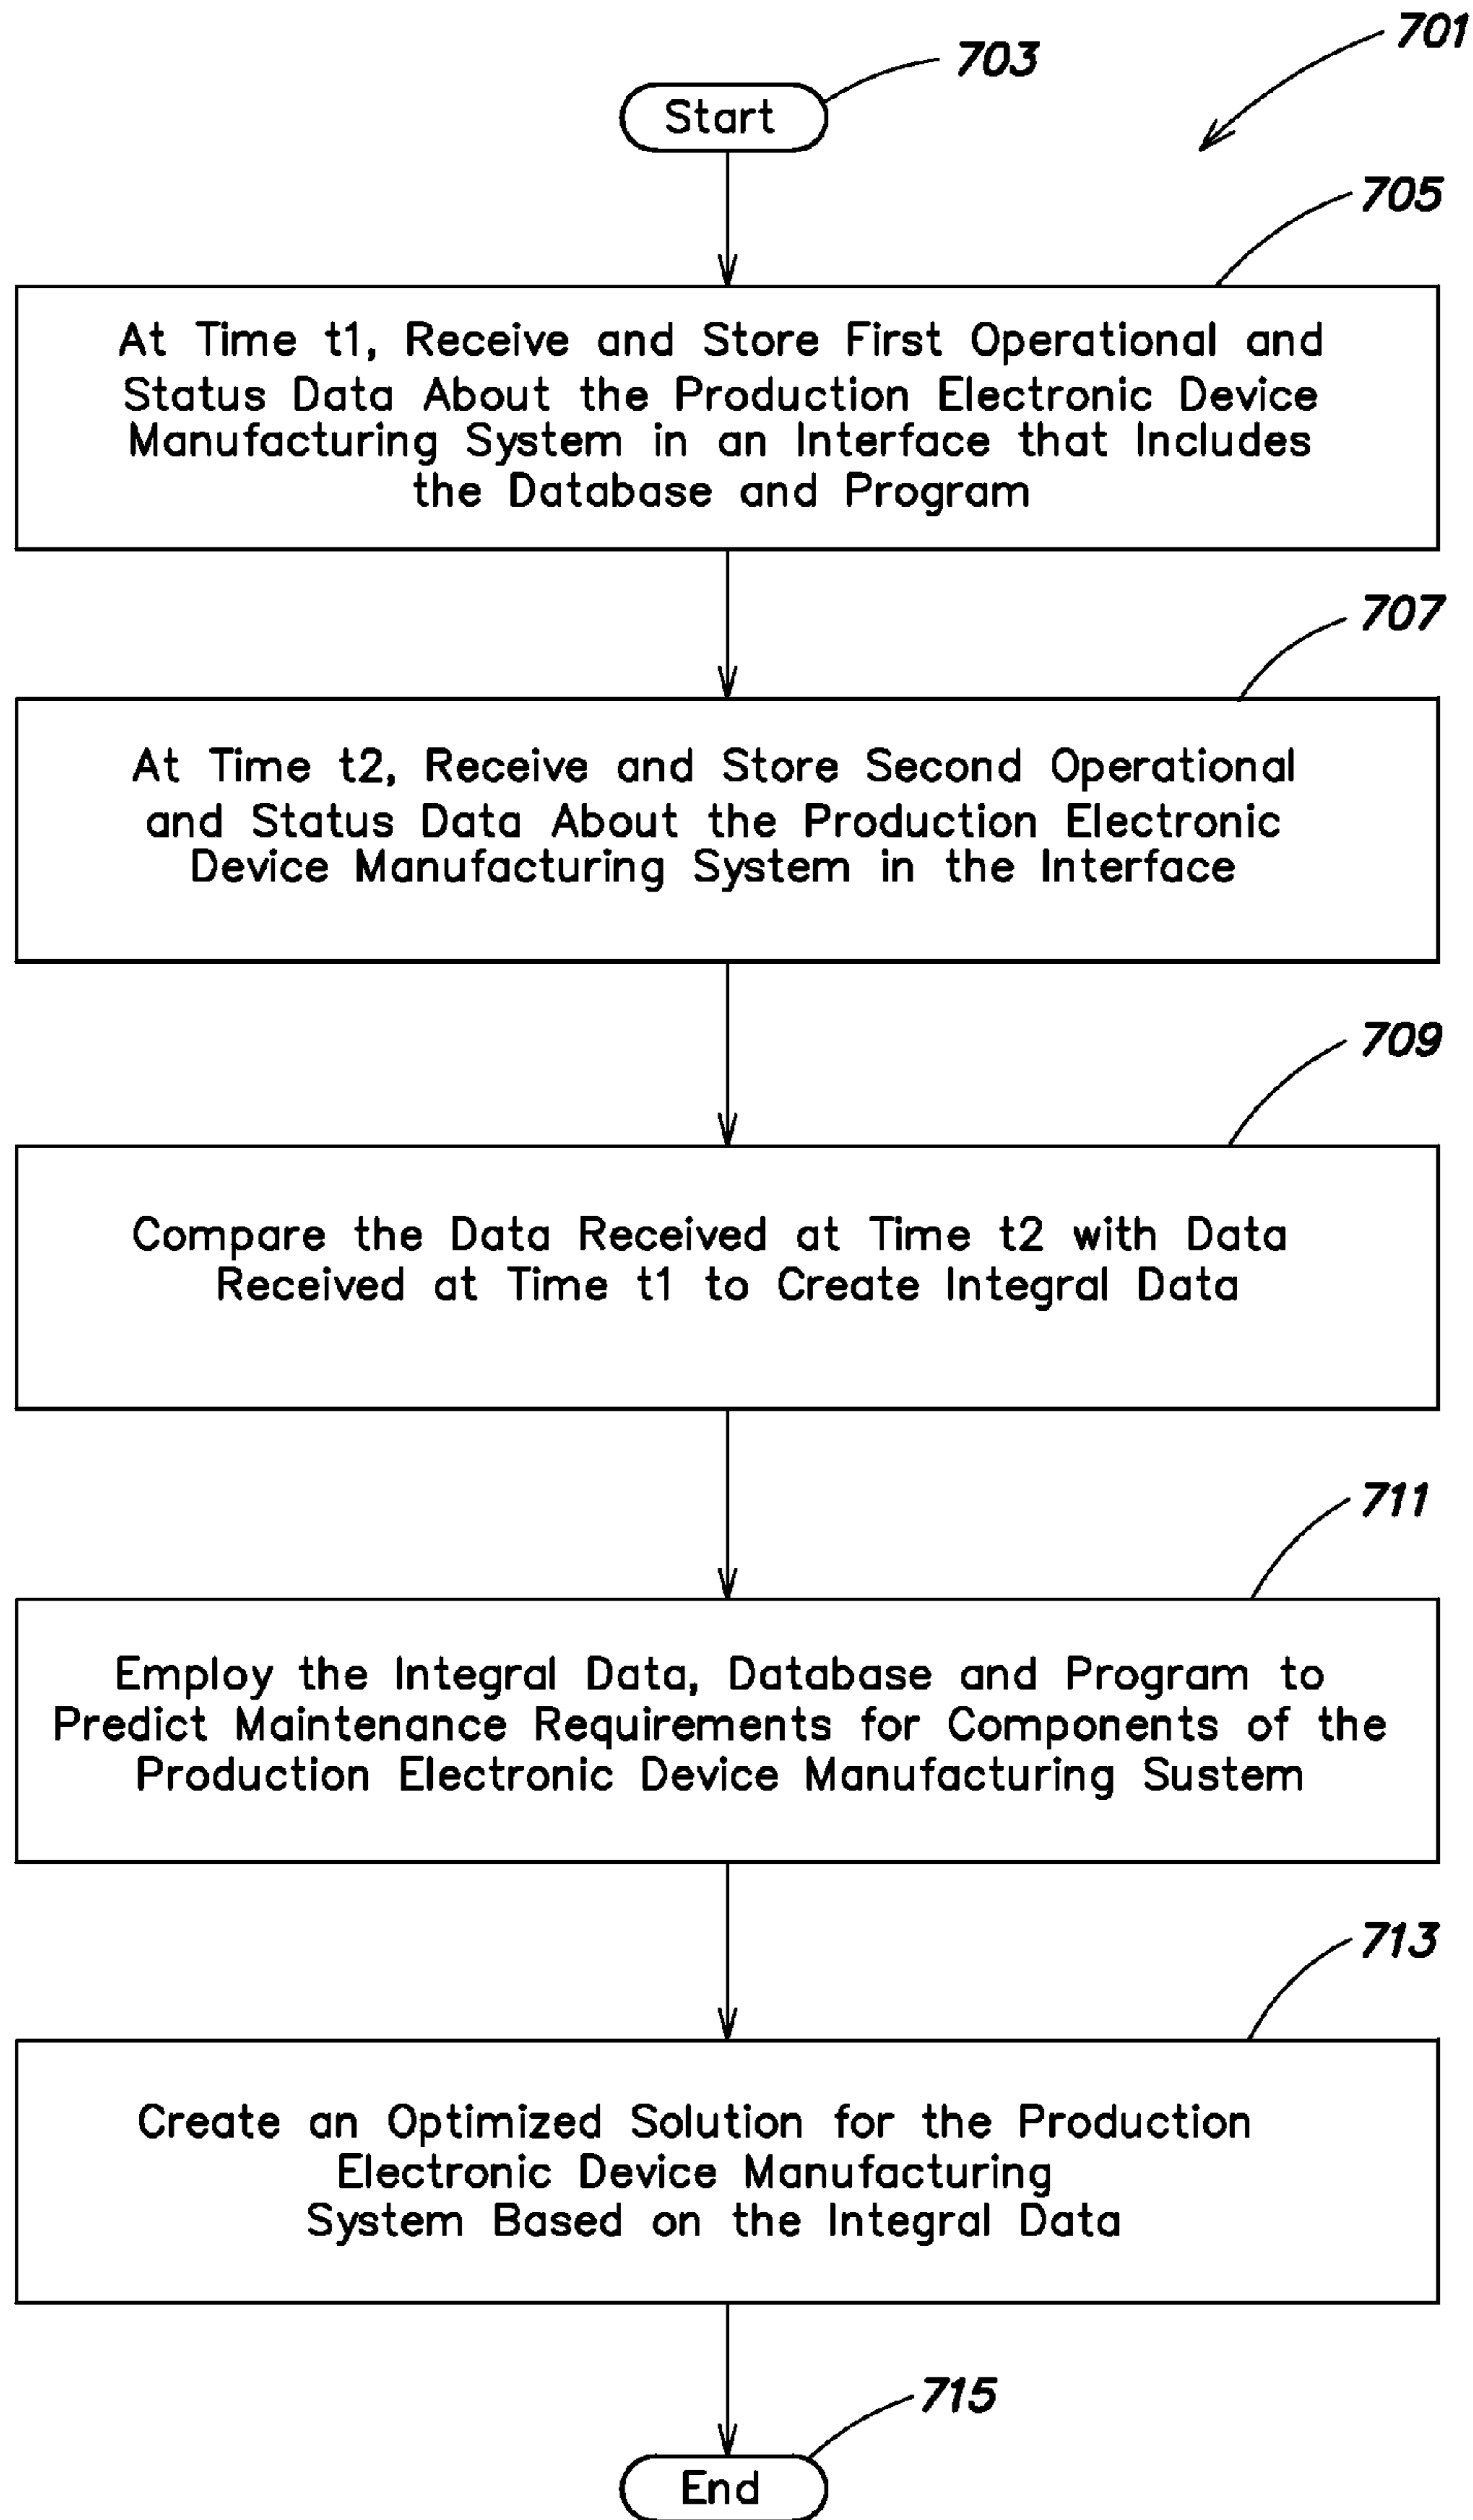 701
703
Start
705
At Time t1, Receive and Store First Operational and
Status Data About the Production Electronic Device
Manufacturing System in an Interface that Includes
the Database and Program
707
At Time t2, Receive and Store Second Operational
and Status Data About the Production Electronic
Device Manufacturing System in the Interface
709
Compare the Data Received at Time t2 with Data
Received at Time t1 to Create Integral Data
711
Employ the Integral Data, Database and Program to
Predict Maintenance Requirements for Components of the
Production Electronic Device Manufacturing Sustem
713
Create an Optimized Solution for the Production
Electronic Device Manufacturing
System Based on the Integral Data
715
End